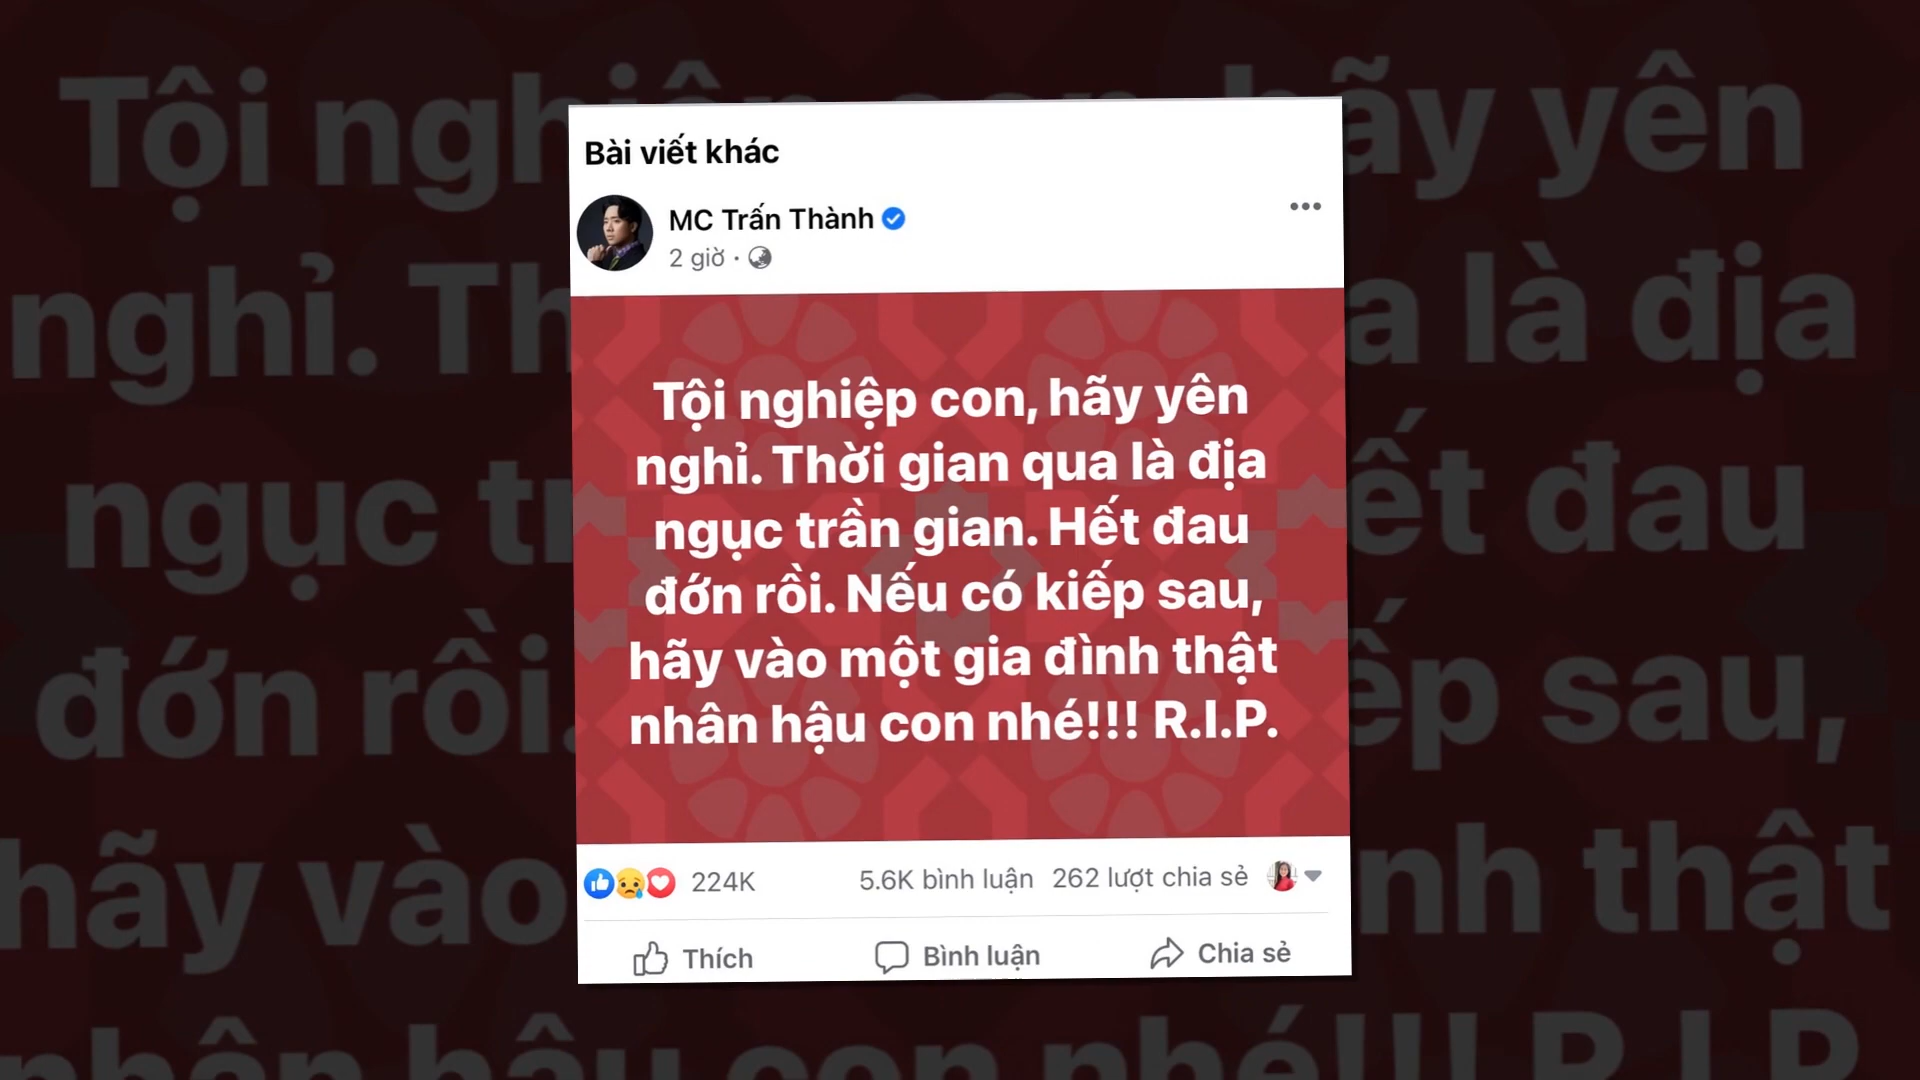 Bài viết khác
MC Trấn Thành
2 giờ ·
Tội nghiệp con, hãy yên
nghỉ. Thời gian qua là địa
ngục trần gian. Hết đau
đớn rồi. Nếu có kiếp sau,
hãy vào một gia đình thật
nhân hậu con nhé!!! R.I.P.
224K 5.6K bình luận 262 lượt chia sẻ
Thích Bình luận Chia sẻ